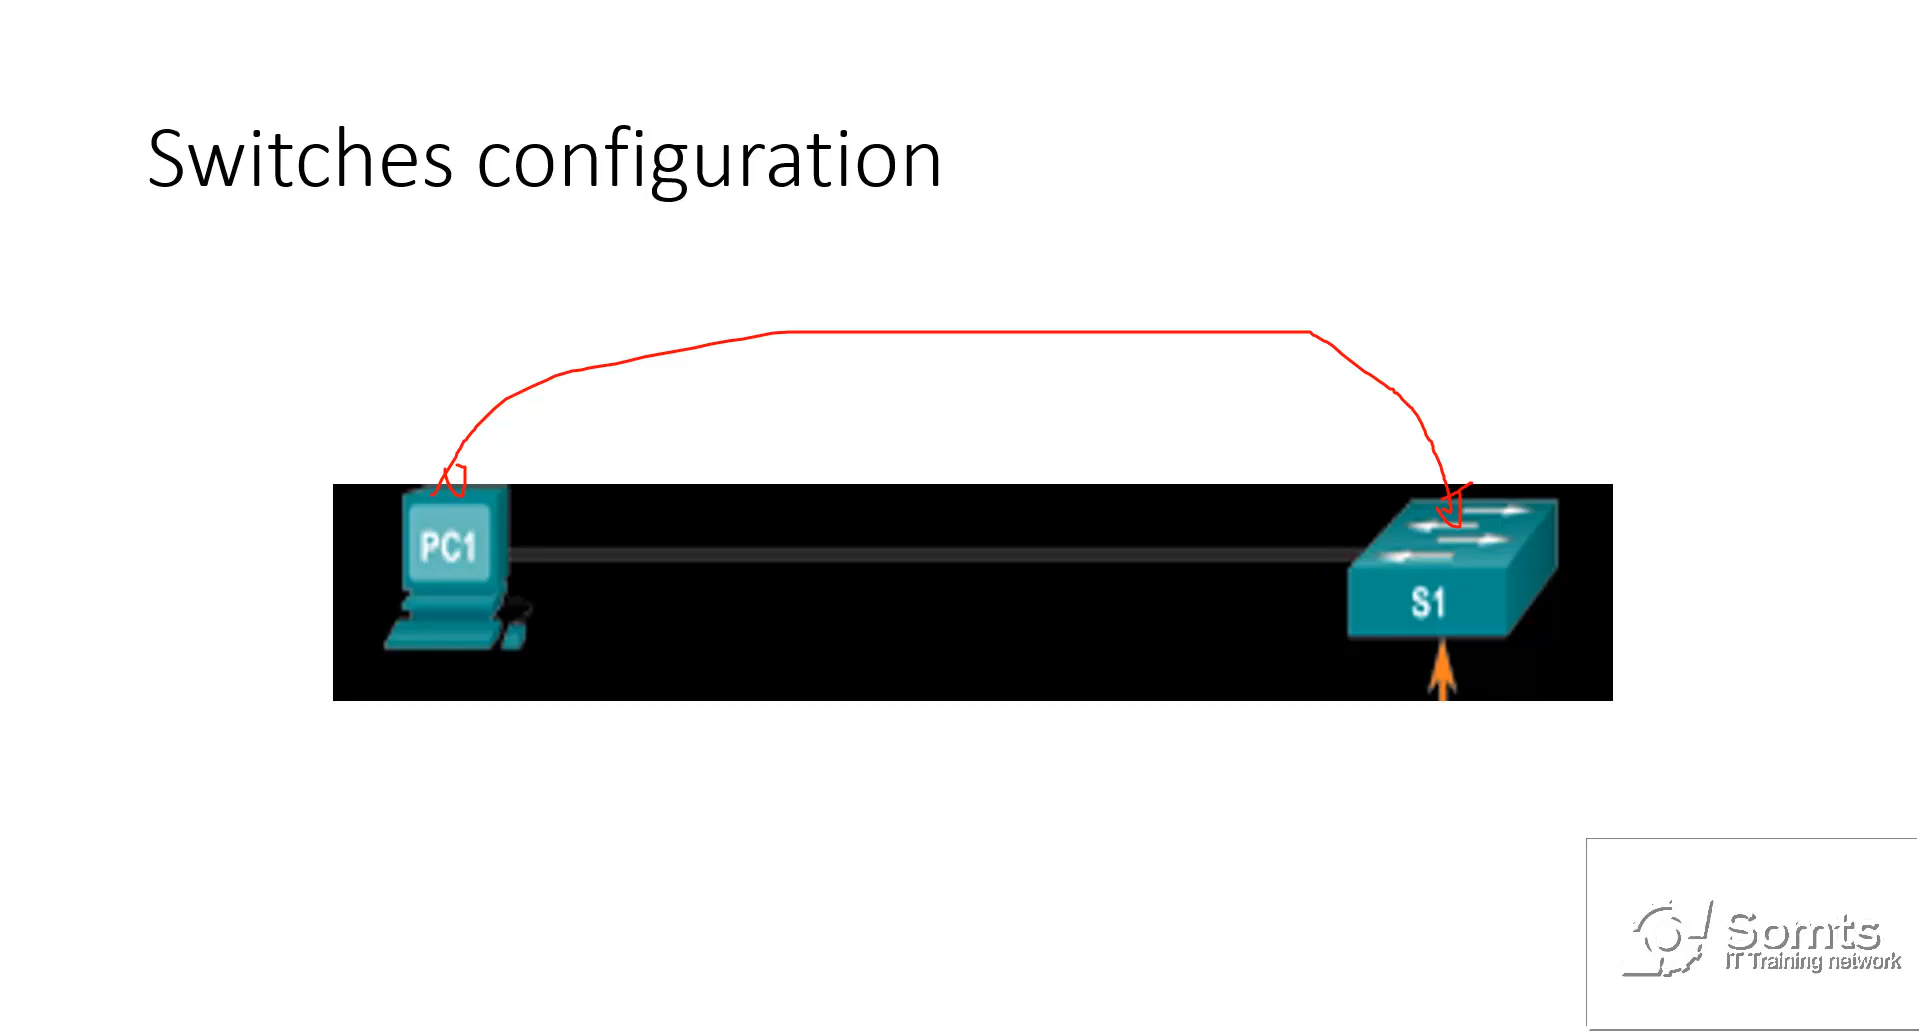 Switches configuration
PC1
S1
Somts
IT Training network